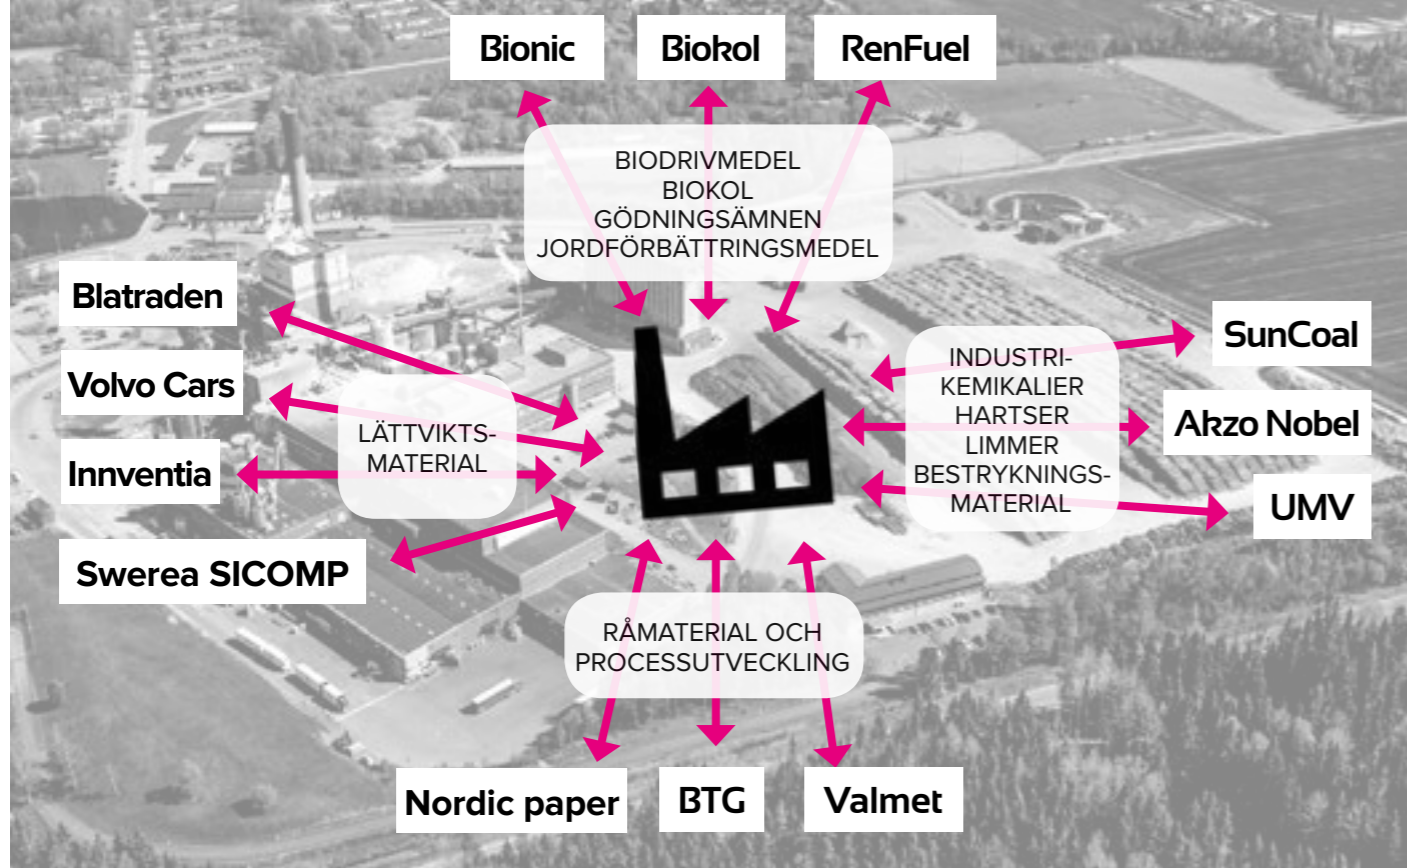 Bionic
Biokol
RenFuel
BIODRIVMEDEL
BIOKOL
GÖDNINGSÄMNEN
JORDFÖRBÄTTRINGSMEDEL
Blatraden
Volvo Cars
Innventia
Swerea SICOMP
LÄTTVIKTS-
MATERIAL
INDUSTRI-
KEMIKALIER
HARTSER
LIMMER
BESTRYKNINGS-
MATERIAL
SunCoal
Akzo Nobel
UMV
RÅMATERIAL OCH
PROCESSUTVECKLING
Nordic paper
BTG
Valmet